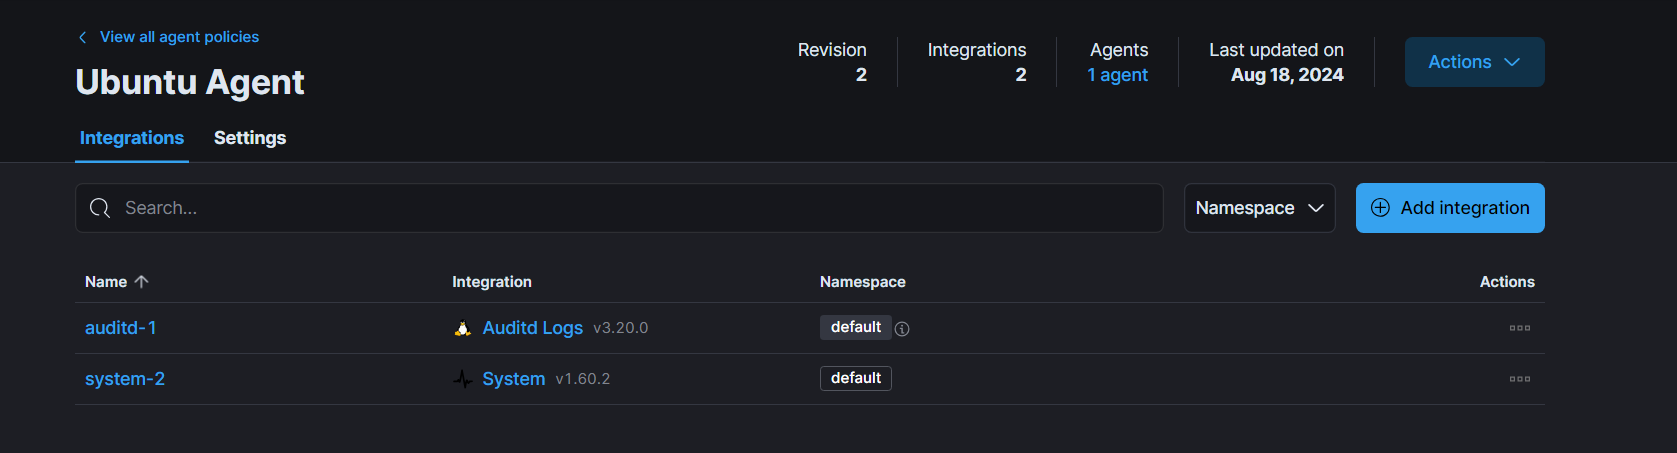 View all agent policies
Ubuntu Agent
Revision
2
Integrations
2
Agents
1 agent
Last updated on
Aug 18, 2024
Actions
Integrations Settings
Search...
Namespace
Add integration
Name Integration Namespace Actions
auditd-1 Auditd Logs v3.20.0 default
system-2 System v1.60.2 default